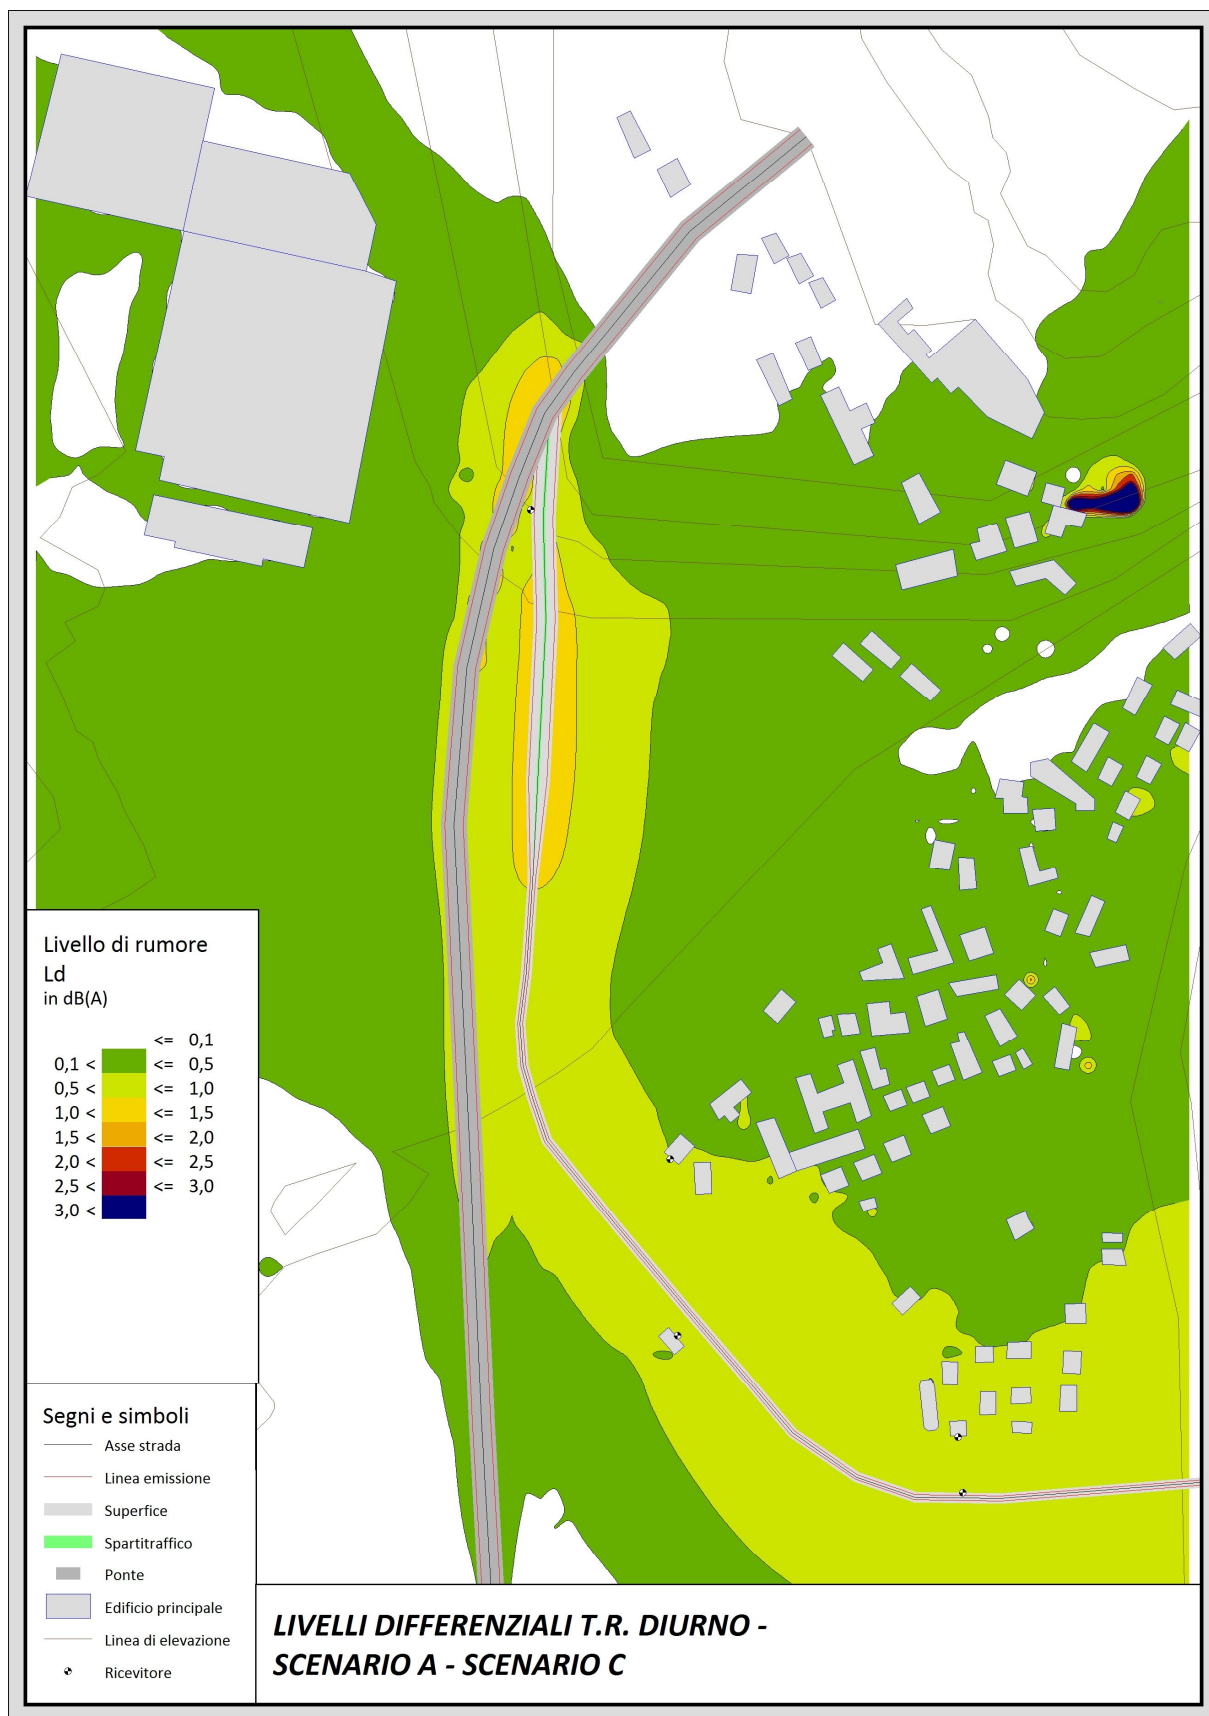 Livello di rumore
Ld
in dB(A)
<= 0,1
0,1 < <= 0,5
0,5 < <= 1,0
1,0 < <= 1,5
1,5 < <= 2,0
2,0 < <= 2,5
2,5 < <= 3,0
3,0 <
Segni e simboli
Asse strada
Linea emissione
Superfice
Spartitraffico
Ponte
Edificio principale
Linea di elevazione
Ricevitore
LIVELLI DIFFERENZIALI T.R. DIURNO -
SCENARIO A - SCENARIO C